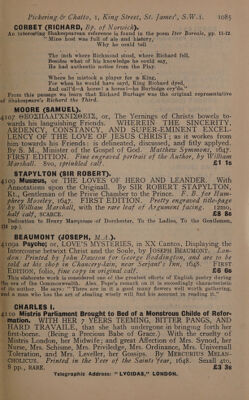 Pickering & Chatto, 1, King Street, St. James', S.W.1. 1085
CORBET (RICHARD, Bp. of Norwich).
An interesting Shakespearean reference is found in the poem Iter Boreale, pp. 11-12
"Mine host was full of ale and history,
Why he could tell
The inch where Richmond stood, where Richard fell,
Besides what of his knowledge he could say,
He had authentic notice from the Play.
Where he mistook a player for a King,
For when he would have sayd, King Richard dyed,
And call'd—A horse! a horse!—he Burbidge cry'de."
From this passage we learn that Richard Burbage was the original representative
of Shakespeare's Richard the Third.
MOORE (SAMUEL).
or, The Yernings of Christs bowels to-
wards his languishing Friends. WHEREIN THE SINCERITY,
ARDENCY, CONSTANCY, AND SUPER-EMINENT EXCEL-
LENCY OF THE LOVE OF JESUS CHRIST; as it workes from
him towards his Friends: is delineated, discussed, and fitly applyed.
By S. M., Minister of the Gospel of God. Matthew Symmons, 1647.
FIRST EDITION. Fine engraved portrait of the Author, by William
Marshall. 8vo, sprinkled calf. £1 1s
STAPYLTON (SIR ROBERT).
4109 Musæus, or THE LOVES OF HERO AND LEANDER. With
Annotations upon the Originall. By SIR ROBERT STAPYLTON,
Kt., Gentleman of the Privie Chamber to the Prince. F. B. for Hum-
phrey Moseley, 1647. FIRST EDITION. Pretty engraved title-page
by William Marshall, with the rare leaf of Argument facing. 12mo,
half calf, SCARCE. £8 8s
Dedication to Henry Marquesse of Dorchester, To the Ladies, To the Gentlemen,
BEAUMONT (JOSEPH, M.A.).
Psyche; or, LOVE'S MYSTERIES, in XX Cantos, Displaying the
Intercourse betwixt Christ and the Soule, by JOSEPH BEAUMONT. Lon-
don. Printed by John Dawson for George Boddington, and are to be
sold at his shop in Chancery-lane, near Serjant's Inn, 1648. FIRST
EDITION, folio, fine copy in original calf. £6 6s
This elaborate work is considered one of the greatest efforts of English poetry during
the era of the Commonwealth. Alex. Pope's remark on it is exceedingly characteristic
of its author. He says: "There are in it a good many flowers well worth gathering,
and a man who has the art of stealing wisely will find his account in reading it."
CHARLES I.
4110 Mistris Parliament Brought to Bed of a Monstrous Childe of Refor-
mation. WITH HER 7 YEERS TEEMING, BITTER PANGS, AND
HARD TRAVAILE, that she hath undergone in bringing forth her
first-borne. (Being a Precious Babe of Grace.) With the cruelty of
Mistris London, her Midwife; and great Affection of Mrs. Synod, her
Nurse, Mrs. Schisme, Mrs. Priviledge, Mrs. Ordinance, Mrs. Universall
Toleration, and Mrs. Leveller, her Gossips. By MERCURIUS MELAN-
CHOLICUS. Printed in the Yeer of the Saints Fear, 1648. Small 4to,
8 pp., RARE. £3 3s
Telegraphic Address: "LYCIDAS," LONDON.